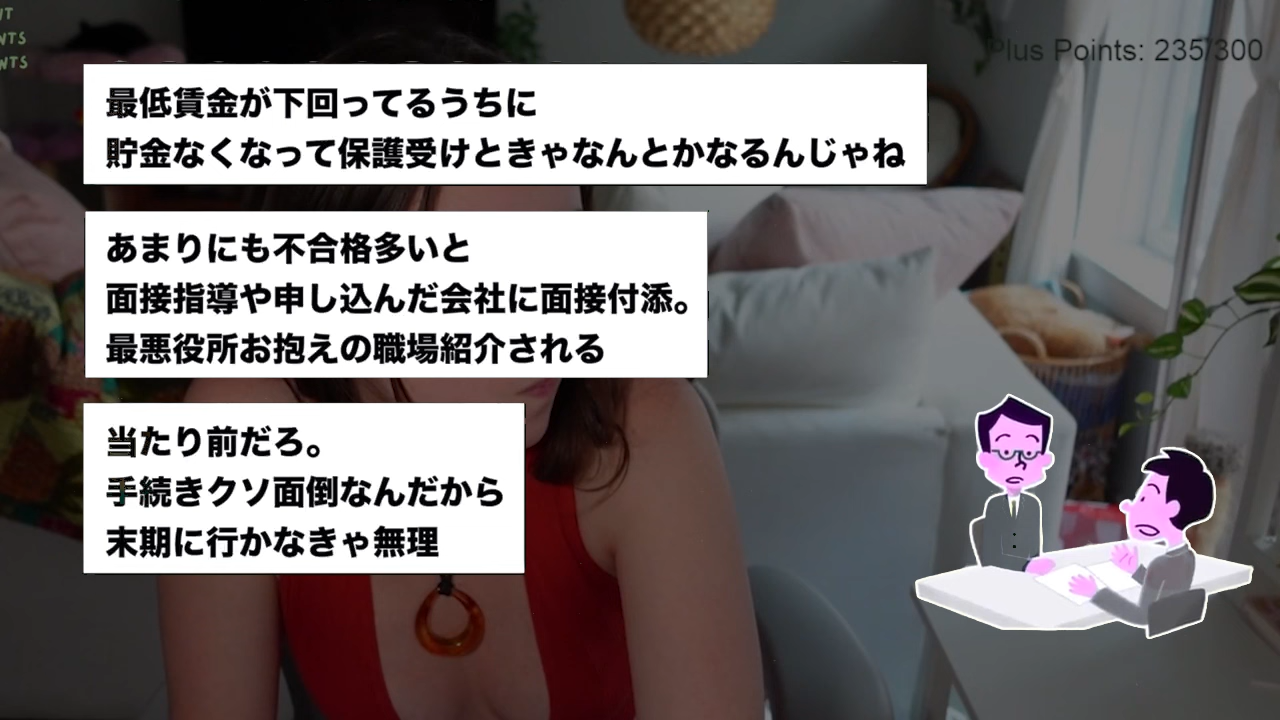 NT
NTS
NTS
Plus Points: 235/300
最低賃金が下回ってるうちに
貯金なくなって保護受けときゃなんとかなるんじゃね
あまりにも不合格多いと
面接指導や申し込んだ会社に面接付添。
最悪役所お抱えの職場紹介される
当たり前だろ。
手続きクソ面倒なんだから
末期に行かなきゃ無理